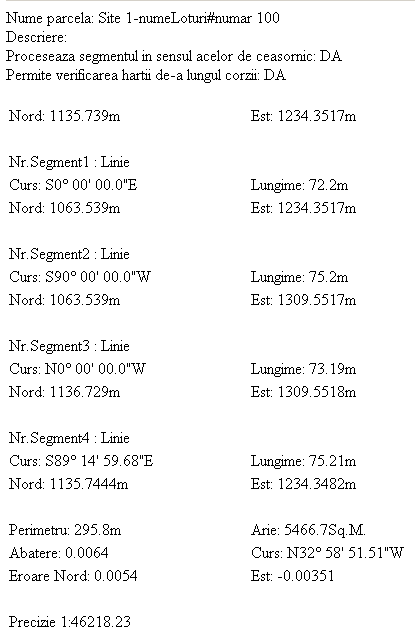 Nume parcela: Site 1-numeLoturi#numar 100
Descriere:
Proceseaza segmentul in sensul acelor de ceasornic: DA
Permite verificarea hartii de-a lungul corzii: DA
Nord: 1135.739m Est: 1234.3517m
Nr.Segment1 : Linie
Curs: S0° 00' 00.0"E Lungime: 72.2m
Nord: 1063.539m Est: 1234.3517m
Nr.Segment2 : Linie
Curs: S90° 00' 00.0"W Lungime: 75.2m
Nord: 1063.539m Est: 1309.5517m
Nr.Segment3 : Linie
Curs: N0° 00' 00.0"W Lungime: 73.19m
Nord: 1136.729m Est: 1309.5518m
Nr.Segment4 : Linie
Curs: S89° 14' 59.68"E Lungime: 75.21m
Nord: 1135.7444m Est: 1234.3482m
Perimetru: 295.8m Arie: 5466.7Sq.M.
Abatere: 0.0064 Curs: N32° 58' 51.51"W
Eroare Nord: 0.0054 Est: -0.00351
Precizie 1:46218.23